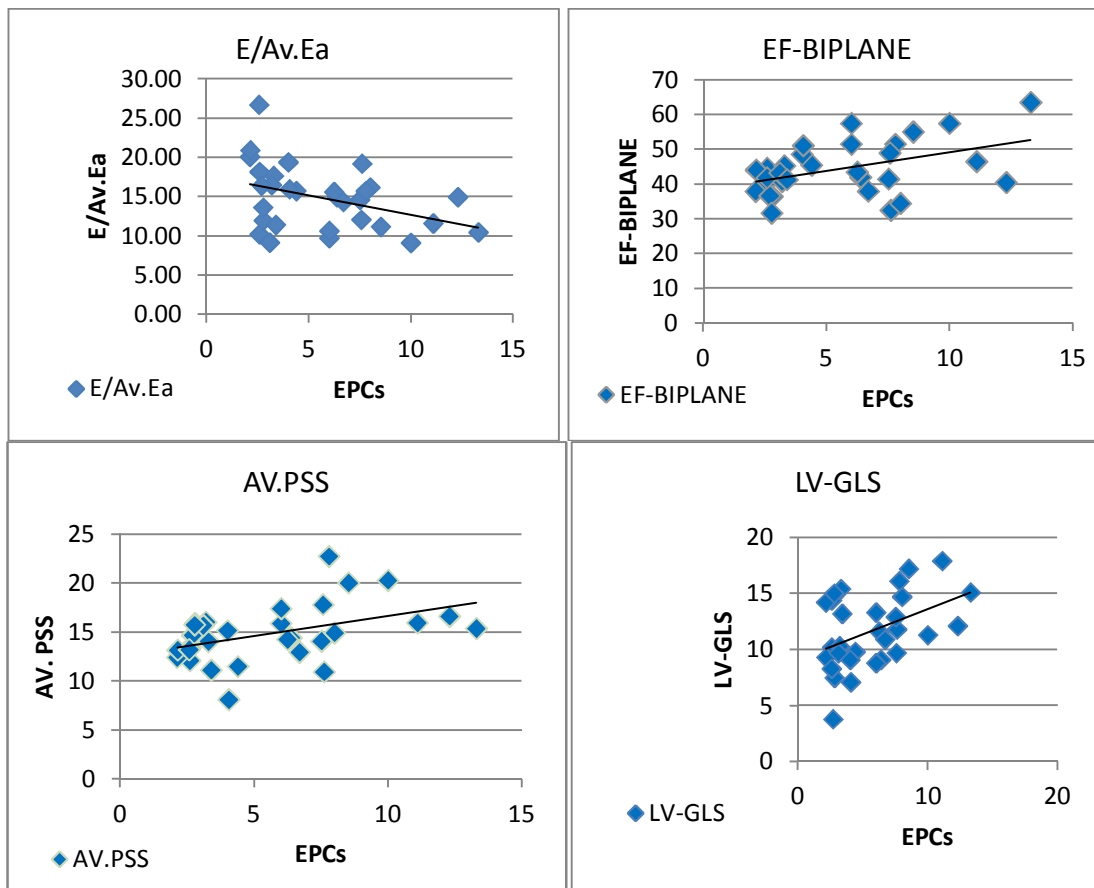 E/Av.Ea
30.00
25.00
20.00
15.00
10.00
5.00
0.00
E/Av.Ea
0 5 10 15
EPCs
E/Av.Ea
EF-BIPLANE
70
60
50
40
30
20
10
0
EF-BIPLANE
0 5 10 15
EPCs
EF-BIPLANE
AV.PSS
25
20
15
10
5
0
AV. PSS
0 5 10 15
EPCs
AV.PSS
LV-GLS
20
15
10
5
0
LV-GLS
0 10 20
EPCs
LV-GLS